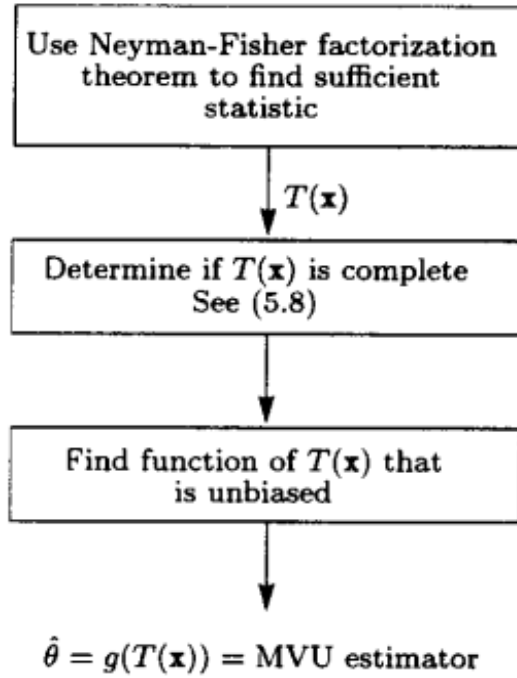 Use Neyman-Fisher factorization
theorem to find sufficient
statistic
T(x)
Determine if T(x) is complete
See (5.8)
Find function of T(x) that
is unbiased
θ̂ = g(T(x)) = MVU estimator